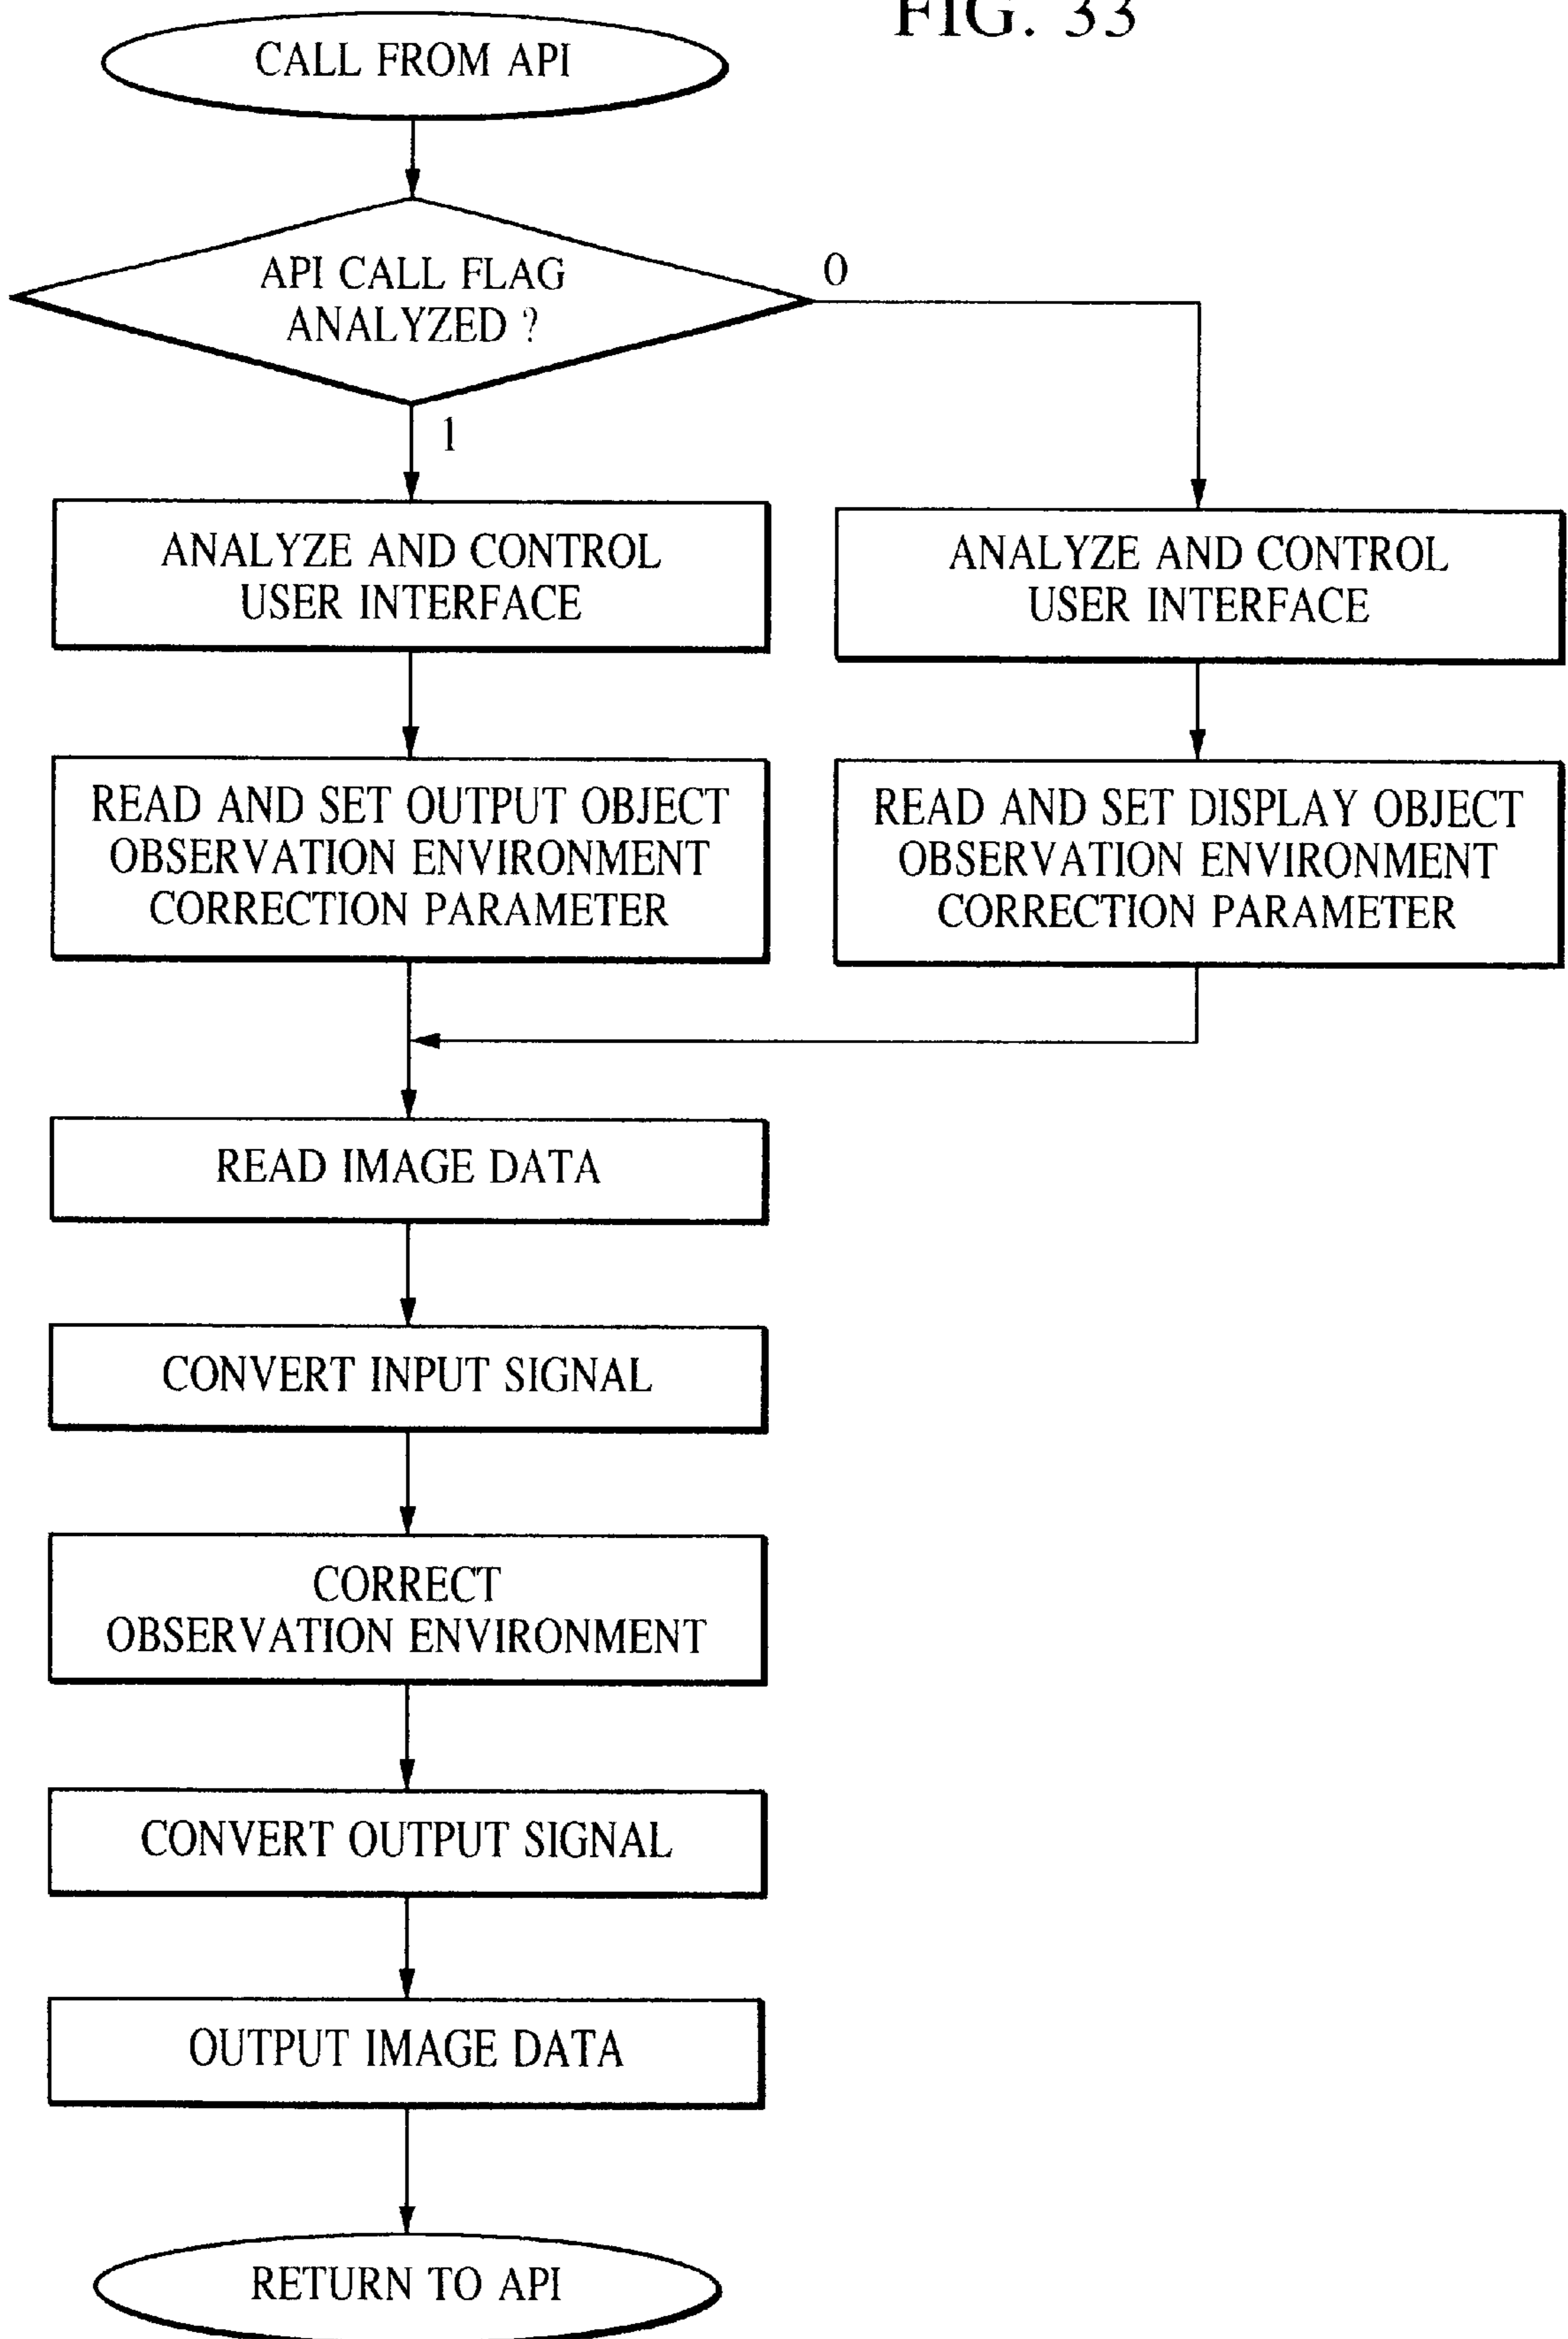 FIG. 33
CALL FROM API
API CALL FLAG
ANALYZED ?
0
1
ANALYZE AND CONTROL
USER INTERFACE
ANALYZE AND CONTROL
USER INTERFACE
READ AND SET OUTPUT OBJECT
OBSERVATION ENVIRONMENT
CORRECTION PARAMETER
READ AND SET DISPLAY OBJECT
OBSERVATION ENVIRONMENT
CORRECTION PARAMETER
READ IMAGE DATA
CONVERT INPUT SIGNAL
CORRECT
OBSERVATION ENVIRONMENT
CONVERT OUTPUT SIGNAL
OUTPUT IMAGE DATA
RETURN TO API